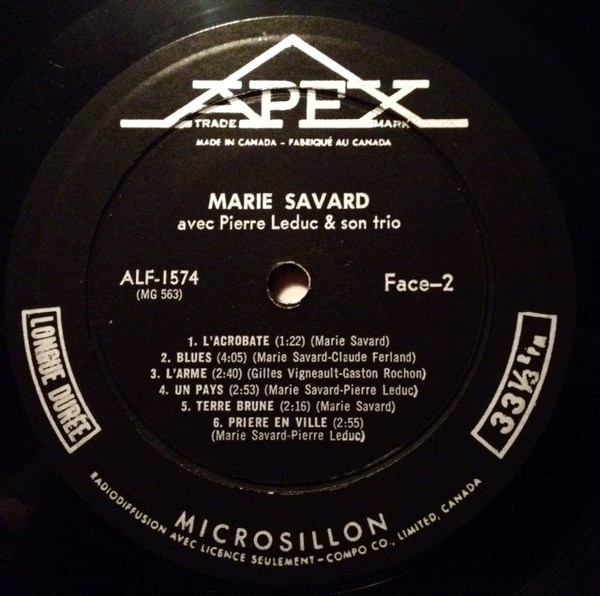 APEX
TRADE MARK
MADE IN CANADA – FABRIQUÉ AU CANADA
MARIE SAVARD
avec Pierre Leduc & son trio
ALF-1574
(MG 563)
Face–2
1. L'ACROBATE (1:22) (Marie Savard)
2. BLUES (4:05) (Marie Savard-Claude Ferland)
3. L'ARME (2:40) (Gilles Vigneault-Gaston Rochon)
4. UN PAYS (2:53) (Marie Savard-Pierre Leduc)
5. TERRE BRUNE (2:16) (Marie Savard)
6. PRIERE EN VILLE (2:55)
(Marie Savard-Pierre Leduc)
LONGUE DURÉE
33⅓ RPM
MICROSILLON
RADIODIFFUSION AVEC LICENCE SEULEMENT–COMPO CO., LIMITED, CANADA